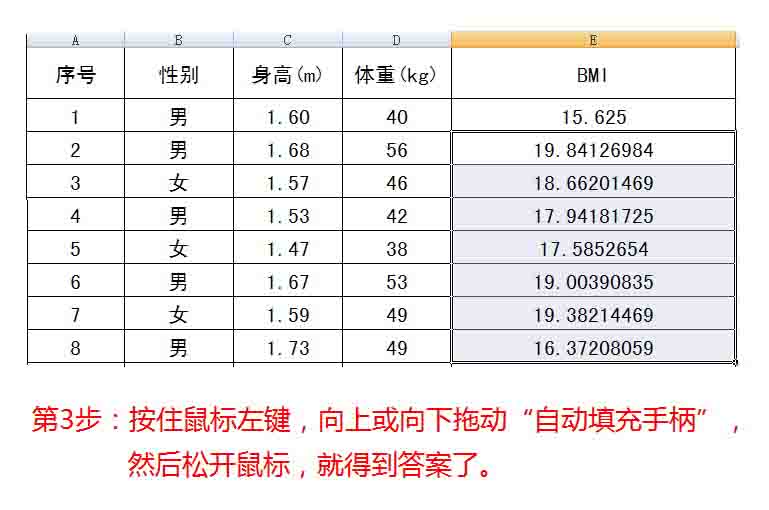 A B C D E
序号 性别 身高(m) 体重(kg) BMI
1 男 1.60 40 15.625
2 男 1.68 56 19.84126984
3 女 1.57 46 18.66201469
4 男 1.53 42 17.94181725
5 女 1.47 38 17.5852654
6 男 1.67 53 19.00390835
7 女 1.59 49 19.38214469
8 男 1.73 49 16.37208059
第3步：按住鼠标左键，向上或向下拖动“自动填充手柄”，
然后松开鼠标，就得到答案了。